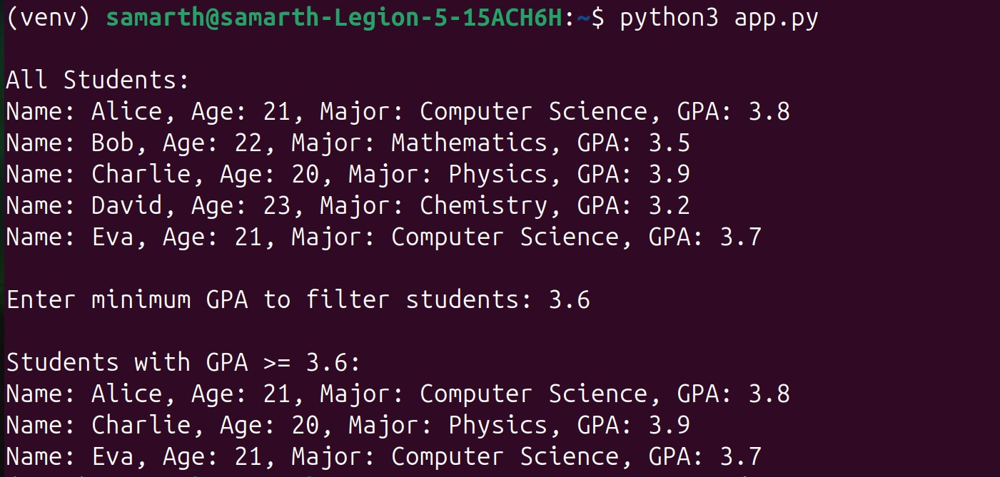 (venv) samarth@samarth-Legion-5-15ACH6H:~$ python3 app.py
All Students:
Name: Alice, Age: 21, Major: Computer Science, GPA: 3.8
Name: Bob, Age: 22, Major: Mathematics, GPA: 3.5
Name: Charlie, Age: 20, Major: Physics, GPA: 3.9
Name: David, Age: 23, Major: Chemistry, GPA: 3.2
Name: Eva, Age: 21, Major: Computer Science, GPA: 3.7
Enter minimum GPA to filter students: 3.6
Students with GPA >= 3.6:
Name: Alice, Age: 21, Major: Computer Science, GPA: 3.8
Name: Charlie, Age: 20, Major: Physics, GPA: 3.9
Name: Eva, Age: 21, Major: Computer Science, GPA: 3.7